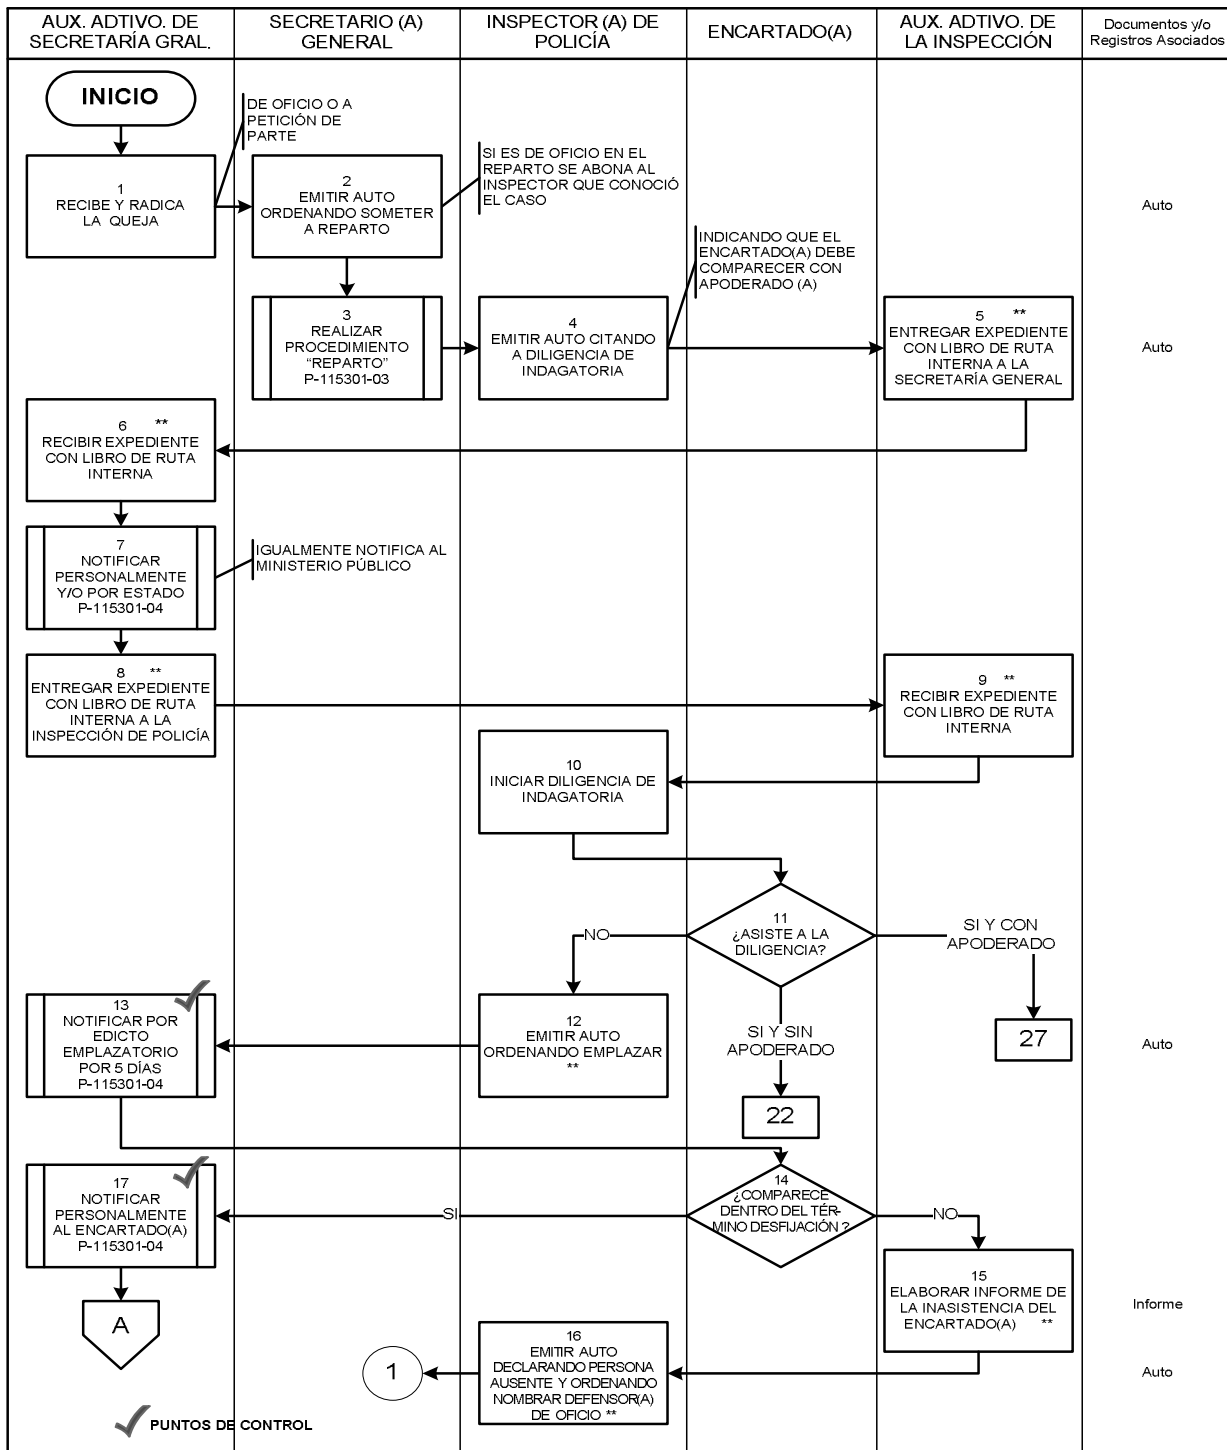 AUX. ADTIVO. DE
SECRETARÍA GRAL.
SECRETARIO (A)
GENERAL
INSPECTOR (A) DE
POLICÍA
ENCARTADO(A)
AUX. ADTIVO. DE
LA INSPECCIÓN
Documentos y/o
Registros Asociados
INICIO
DE OFICIO O A
PETICIÓN DE
PARTE
1
RECIBE Y RADICA
LA QUEJA
2
EMITIR AUTO
ORDENANDO SOMETER
A REPARTO
SI ES DE OFICIO EN EL
REPARTO SE ABONA AL
INSPECTOR QUE CONOCIÓ
EL CASO
Auto
INDICANDO QUE EL
ENCARTADO(A) DEBE
COMPARECER CON
APODERADO (A)
3
REALIZAR
PROCEDIMIENTO
“REPARTO”
P-115301-03
4
EMITIR AUTO CITANDO
A DILIGENCIA DE
INDAGATORIA
5 **
ENTREGAR EXPEDIENTE
CON LIBRO DE RUTA
INTERNA A LA
SECRETARÍA GENERAL
Auto
6 **
RECIBIR EXPEDIENTE
CON LIBRO DE RUTA
INTERNA
7
NOTIFICAR
PERSONALMENTE
Y/O POR ESTADO
P-115301-04
IGUALMENTE NOTIFICA AL
MINISTERIO PÚBLICO
8 **
ENTREGAR EXPEDIENTE
CON LIBRO DE RUTA
INTERNA A LA
INSPECCIÓN DE POLICÍA
9 **
RECIBIR EXPEDIENTE
CON LIBRO DE RUTA
INTERNA
10
INICIAR DILIGENCIA DE
INDAGATORIA
11
¿ASISTE A LA
DILIGENCIA?
NO
SI Y CON
APODERADO
SI Y SIN
APODERADO
27
22
12
EMITIR AUTO
ORDENANDO EMPLAZAR
**
13
NOTIFICAR POR
EDICTO
EMPLAZATORIO
POR 5 DÍAS
P-115301-04
Auto
14
¿COMPARECE
DENTRO DEL TÉR-
MINO DESFIJACIÓN ?
SI
NO
17
NOTIFICAR
PERSONALMENTE
AL ENCARTADO(A)
P-115301-04
A
15
ELABORAR INFORME DE
LA INASISTENCIA DEL
ENCARTADO(A) **
Informe
16
EMITIR AUTO
DECLARANDO PERSONA
AUSENTE Y ORDENANDO
NOMBRAR DEFENSOR(A)
DE OFICIO **
1
Auto
PUNTOS DE CONTROL